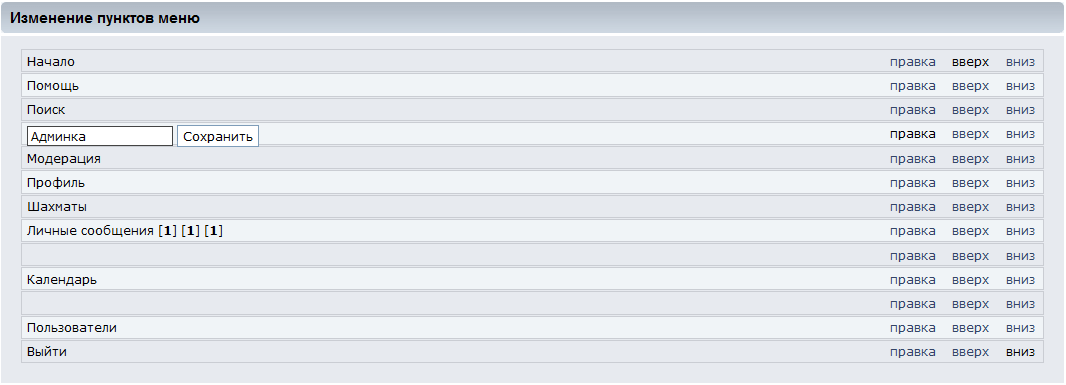 Изменение пунктов меню
Начало правка вверх вниз
Помощь правка вверх вниз
Поиск правка вверх вниз
Админка Сохранить правка вверх вниз
Модерация правка вверх вниз
Профиль правка вверх вниз
Шахматы правка вверх вниз
Личные сообщения [1] [1] [1] правка вверх вниз
правка вверх вниз
Календарь правка вверх вниз
правка вверх вниз
Пользователи правка вверх вниз
Выйти правка вверх вниз